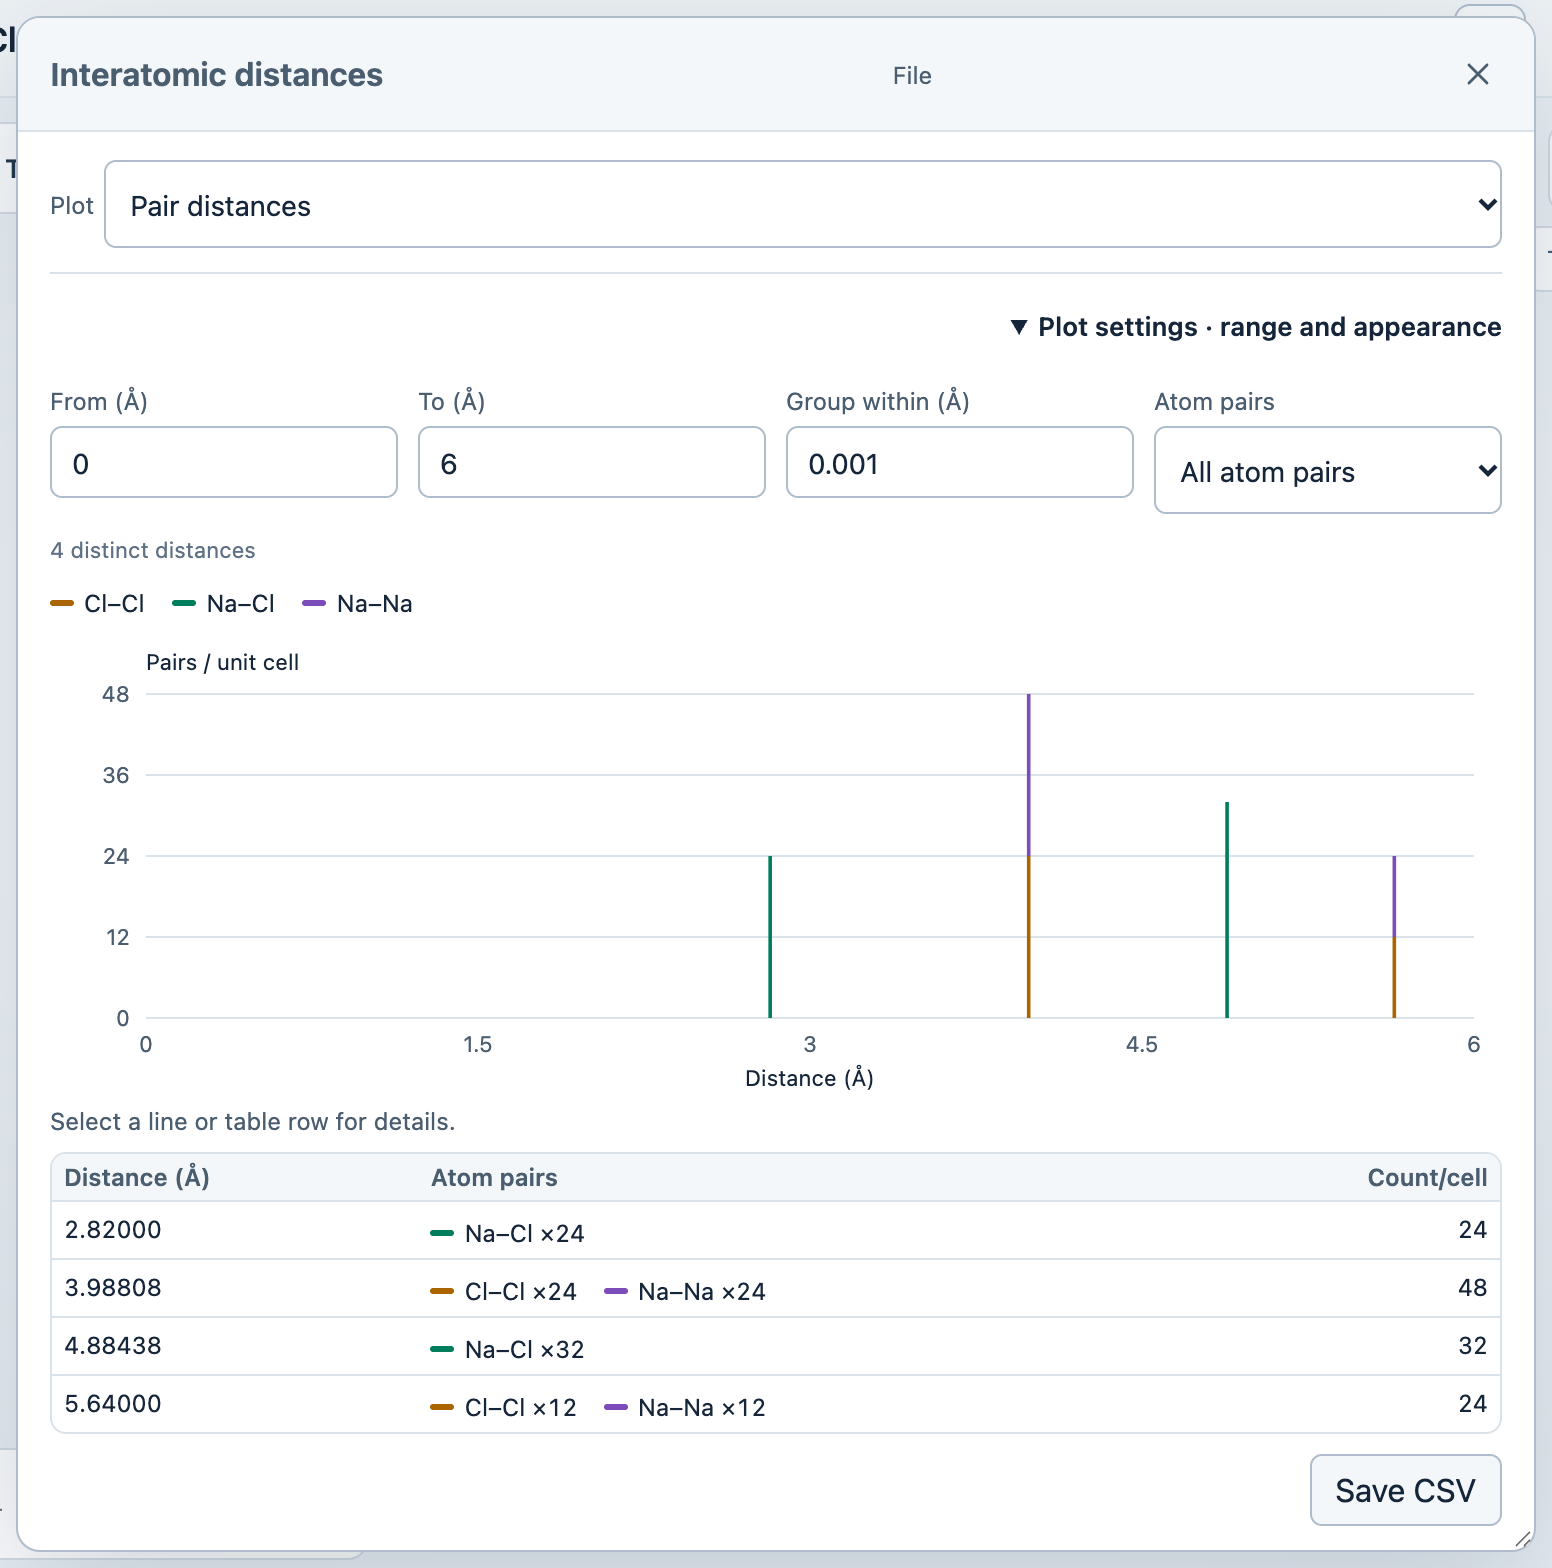 Interatomic distances
File
Plot
Pair distances
▼ Plot settings · range and appearance
From (Å)
To (Å)
Group within (Å)
Atom pairs
0
6
0.001
All atom pairs
4 distinct distances
Cl–Cl
Na–Cl
Na–Na
Pairs / unit cell
48
36
24
12
0
0
1.5
3
4.5
6
Distance (Å)
Select a line or table row for details.
Distance (Å) Atom pairs Count/cell
2.82000 Na–Cl ×24 24
3.98808 Cl–Cl ×24 Na–Na ×24 48
4.88438 Na–Cl ×32 32
5.64000 Cl–Cl ×12 Na–Na ×12 24
Save CSV